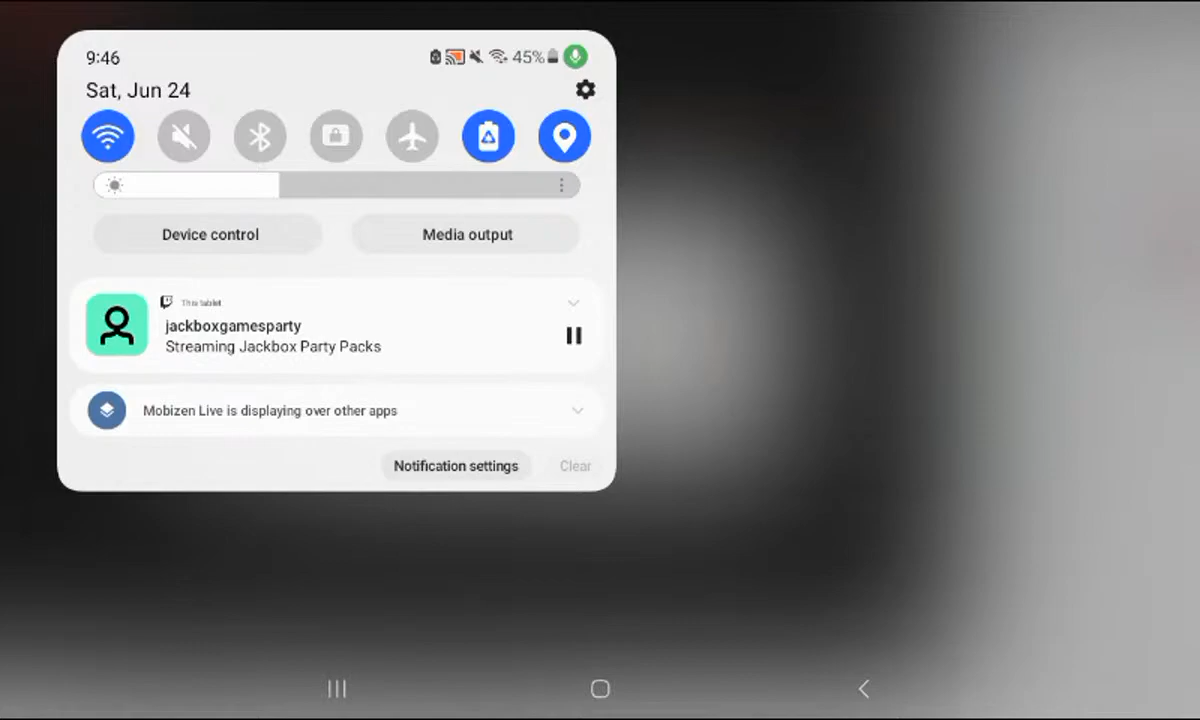 9:46
45%
Sat, Jun 24
Device control
Media output
This tablet
jackboxgamesparty
Streaming Jackbox Party Packs
Mobizen Live is displaying over other apps
Notification settings
Clear